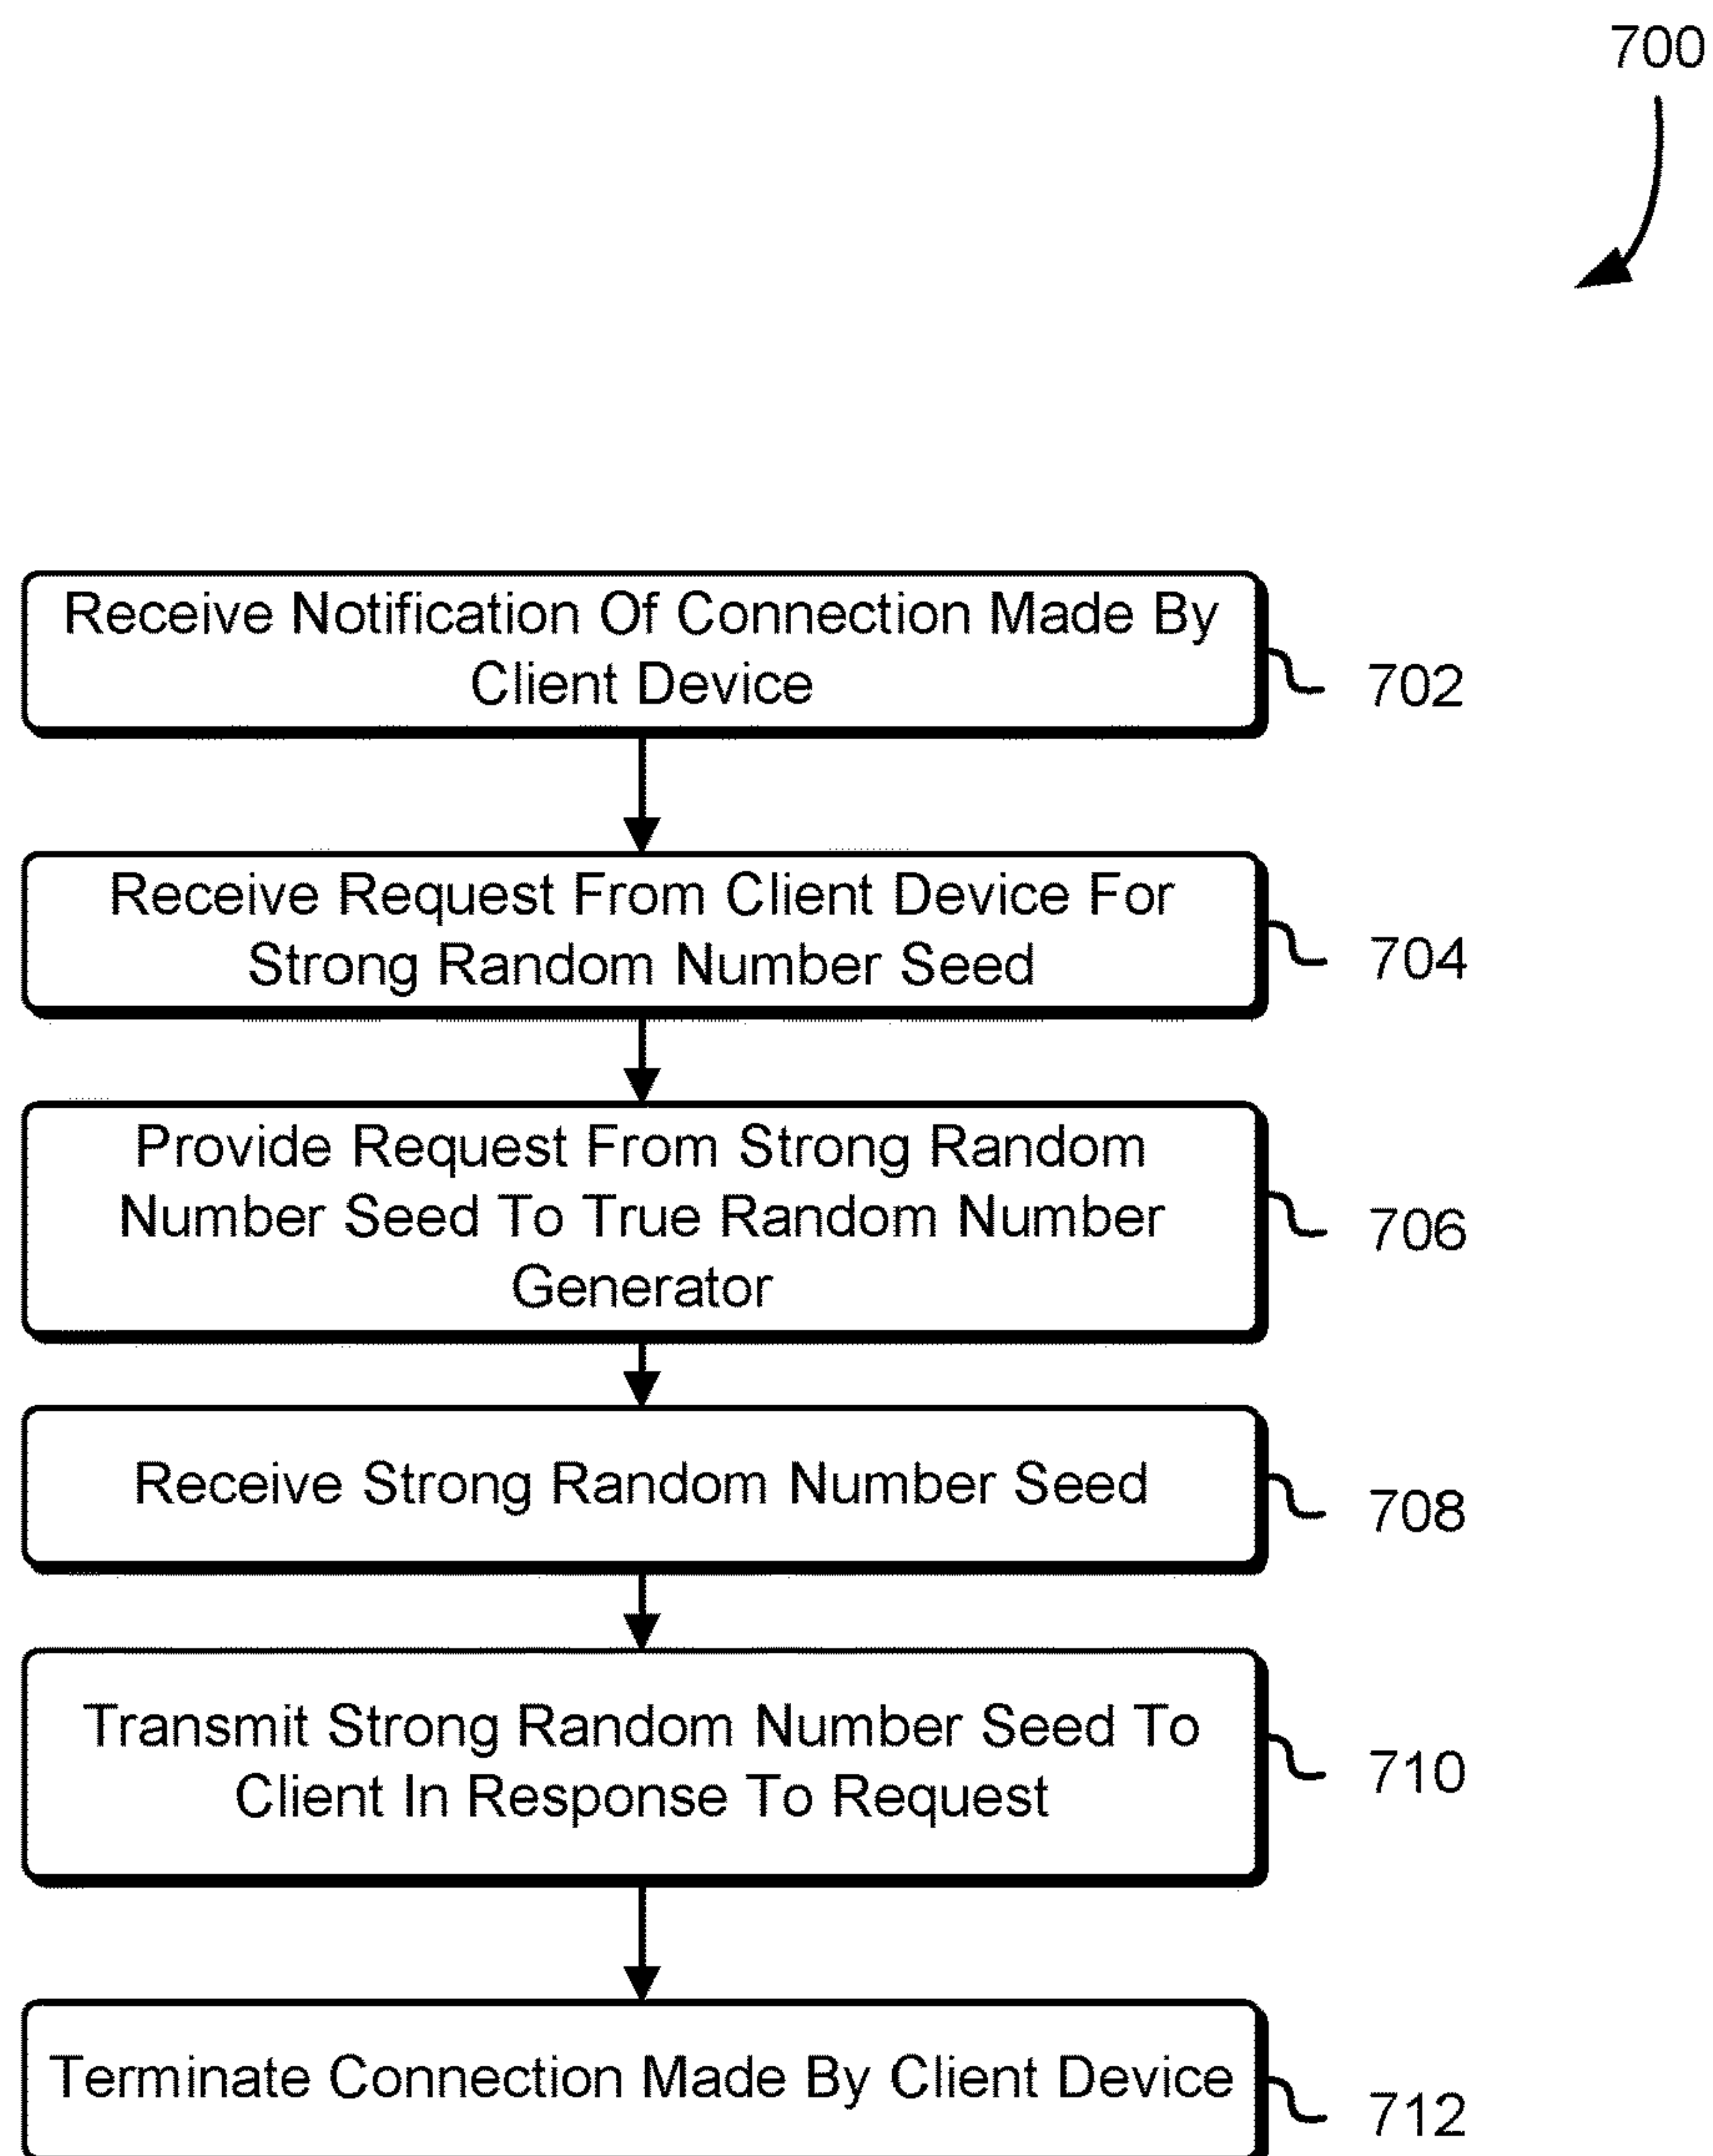 700
Receive Notification Of Connection Made By
Client Device
702
Receive Request From Client Device For
Strong Random Number Seed
704
Provide Request From Strong Random
Number Seed To True Random Number
Generator
706
Receive Strong Random Number Seed
708
Transmit Strong Random Number Seed To
Client In Response To Request
710
Terminate Connection Made By Client Device
712